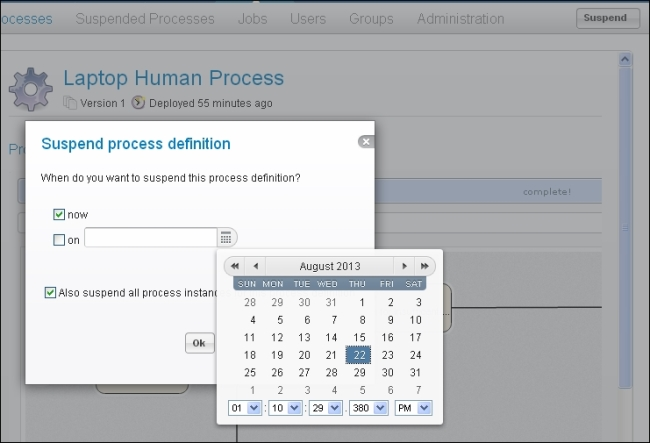 ocesses Suspended Processes Jobs Users Groups Administration Suspend
Laptop Human Process
Version 1 Deployed 55 minutes ago
Suspend process definition
Pr
When do you want to suspend this process definition?
complete!
now
on
August 2013
SUN MON TUE WED THU FRI SAT
28 29 30 31 1 2 3
Also suspend all process instanc
4 5 6 7 8 9 10
11 12 13 14 15 16 17
Ok
18 19 20 21 22 23 24
25 26 27 28 29 30 31
1 2 3 4 5 6 7
01 : 10 : 29 . 380 PM